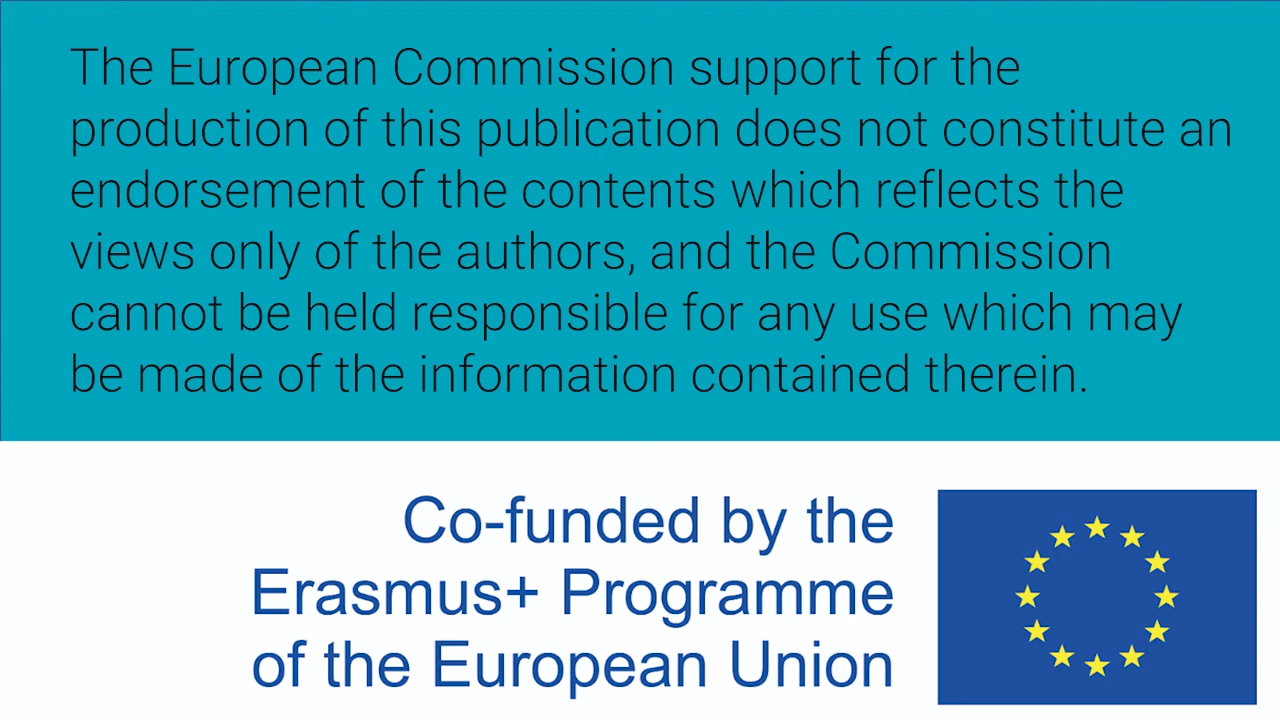 The European Commission support for the
production of this publication does not constitute an
endorsement of the contents which reflects the
views only of the authors, and the Commission
cannot be held responsible for any use which may
be made of the information contained therein.
Co-funded by the
Erasmus+ Programme
of the European Union